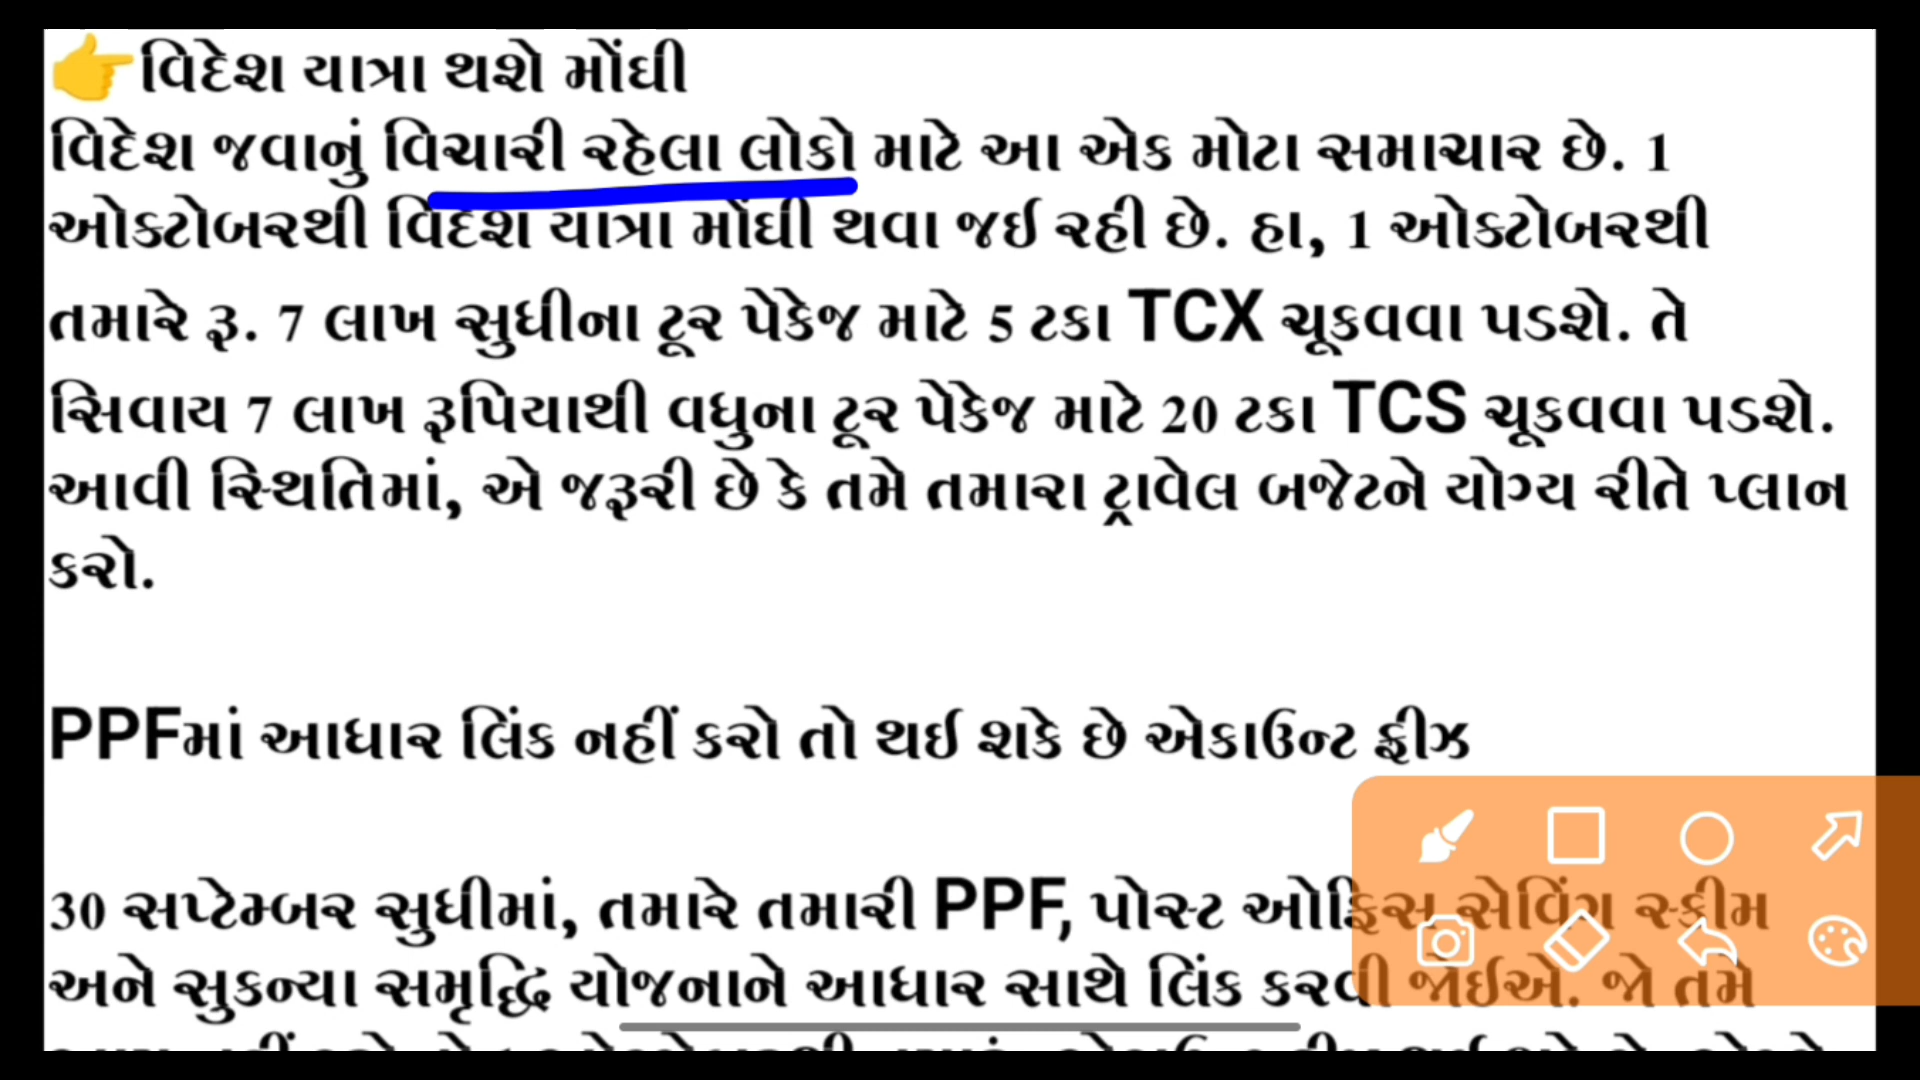 👉વિદેશ યાત્રા થશે મોંઘી
વિદેશ જવાનું વિચારી રહેલા લોકો માટે આ એક મોટા સમાચાર છે. 1
ઓક્ટોબરથી વિદેશ યાત્રા મોંઘી થવા જઈ રહી છે. હા, 1 ઓક્ટોબરથી
તમારે રૂ. 7 લાખ સુધીના ટૂર પેકેજ માટે 5 ટકા TCX ચૂકવવા પડશે. તે
સિવાય 7 લાખ રૂપિયાથી વધુના ટૂર પેકેજ માટે 20 ટકા TCS ચૂકવવા પડશે.
આવી સ્થિતિમાં, એ જરૂરી છે કે તમે તમારા ટ્રાવેલ બજેટને યોગ્ય રીતે પ્લાન
કરો.
PPFમાં આધાર લિંક નહીં કરો તો થઈ શકે છે એકાઉન્ટ ફ્રીઝ
30 સપ્ટેમ્બર સુધીમાં, તમારે તમારી PPF, પોસ્ટ ઓફિસ સેવિંગ સ્કીમ
અને સુકન્યા સમૃદ્ધિ યોજનાને આધાર સાથે લિંક કરવી જોઈએ. જો તમે